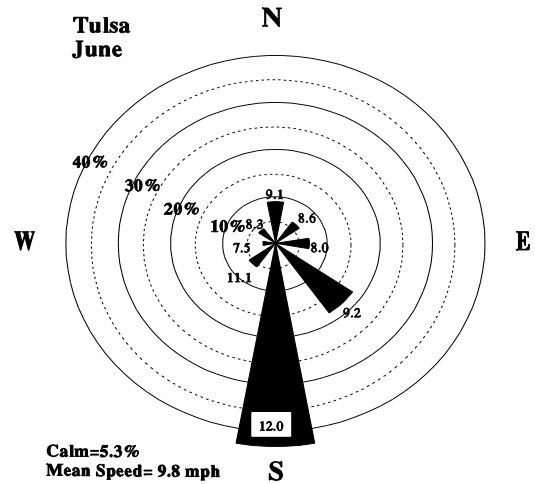 N
Tulsa
June
40%
30%
20%
10%
9.1
8.3
8.6
W
7.5
8.0
E
11.1
9.2
12.0
Calm=5.3%
Mean Speed= 9.8 mph
S